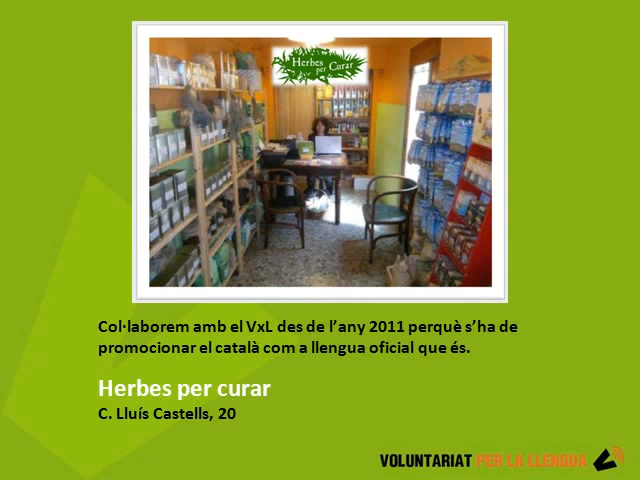 Herbes
per Curar
Col·laborem amb el VxL des de l’any 2011 perquè s’ha de
promocionar el català com a llengua oficial que és.
Herbes per curar
C. Lluís Castells, 20
VOLUNTARIAT PER LA LLENGUA